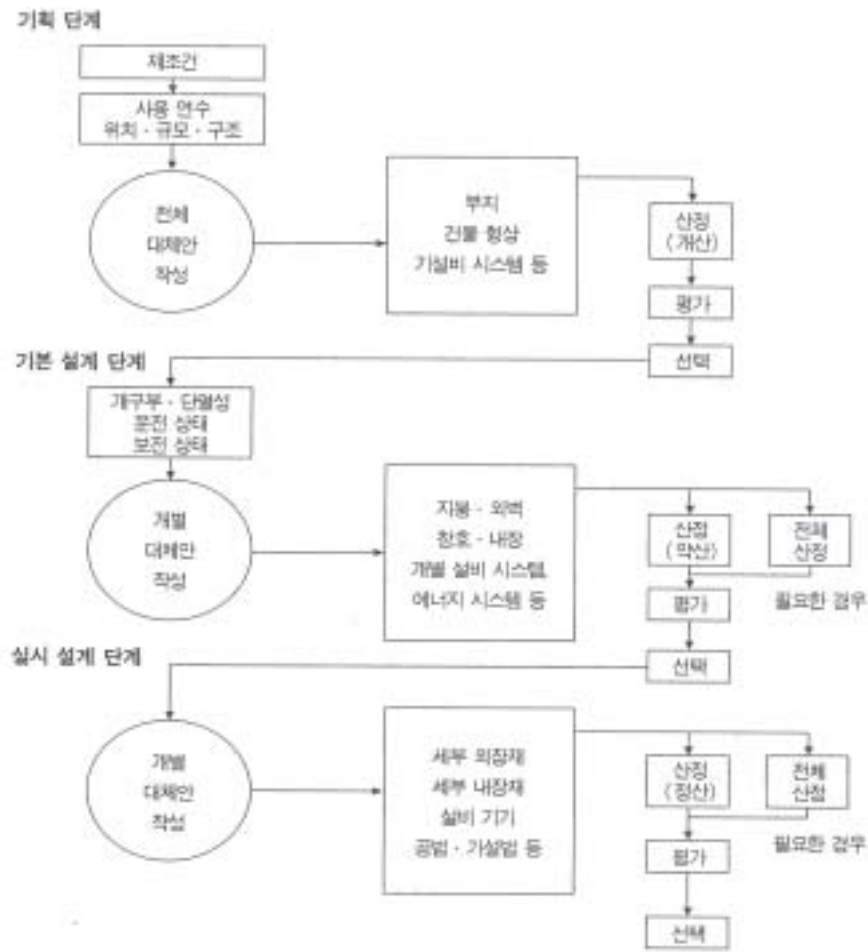 기획 단계
제조건
사용 연수
위치 · 규모 · 구조
전체
대체안
작성
부지
건물 형상
기설비 시스템 등
산정
(개산)
평가
선택
기본 설계 단계
개구부 · 단열성
운전 상태
보전 상태
개별
대체안
작성
지붕 · 외벽
창호 · 내장
개별 설비 시스템,
에너지 시스템 등
산정
(약산)
전체
산정
평가
필요한 경우
선택
실시 설계 단계
개별
대체안
작성
세부 외장재
세부 내장재
설비 기기
공법 · 가설법 등
산정
(정산)
전체
산정
평가
필요한 경우
선택